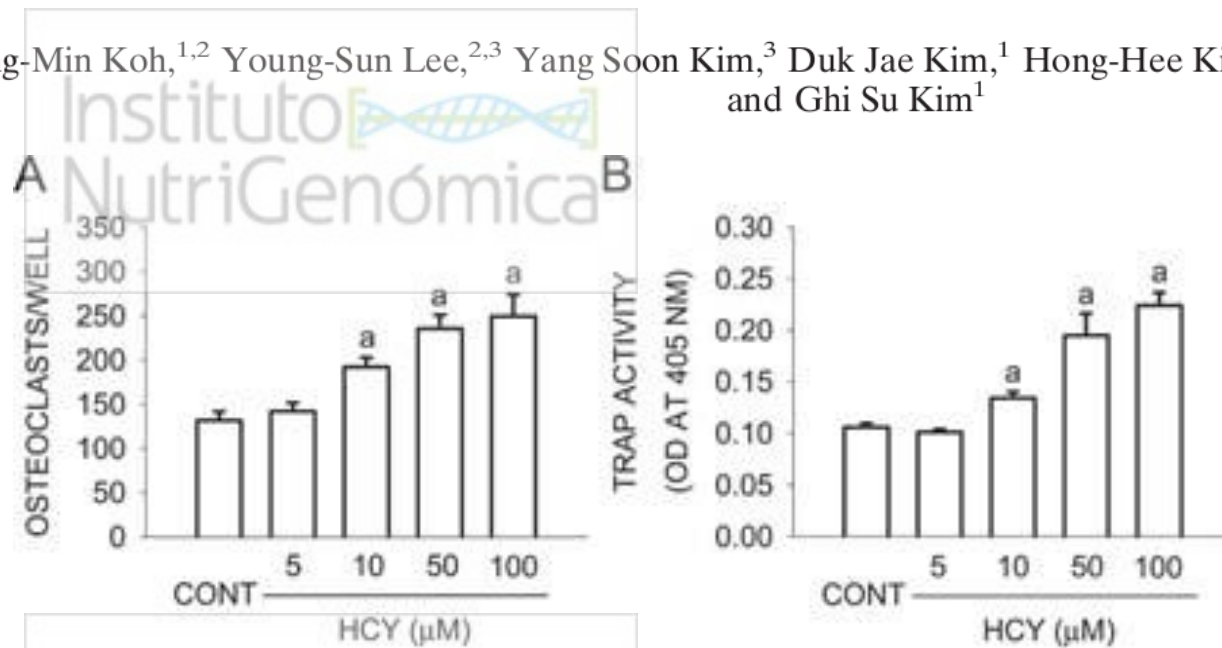 g-Min Koh,1,2 Young-Sun Lee,2,3 Yang Soon Kim,3 Duk Jae Kim,1 Hong-Hee Ki
and Ghi Su Kim1
Instituto
NutriGenómica
A
OSTEOCLASTS/WELL
350
300
250
200
150
100
50
0
a
a
a
5 10 50 100
CONT
HCY (µM)
B
TRAP ACTIVITY
(OD AT 405 NM)
0.30
0.25
0.20
0.15
0.10
0.05
0.00
a
a
a
5 10 50 100
CONT
HCY (µM)